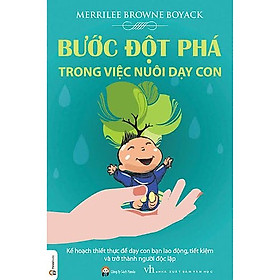 MERRILEE BROWNE BOYACK
BƯỚC ĐỘT PHÁ
TRONG VIỆC NUÔI DẠY CON
Kế hoạch thiết thực để dạy con bạn lao động, tiết kiệm
và trở thành người độc lập